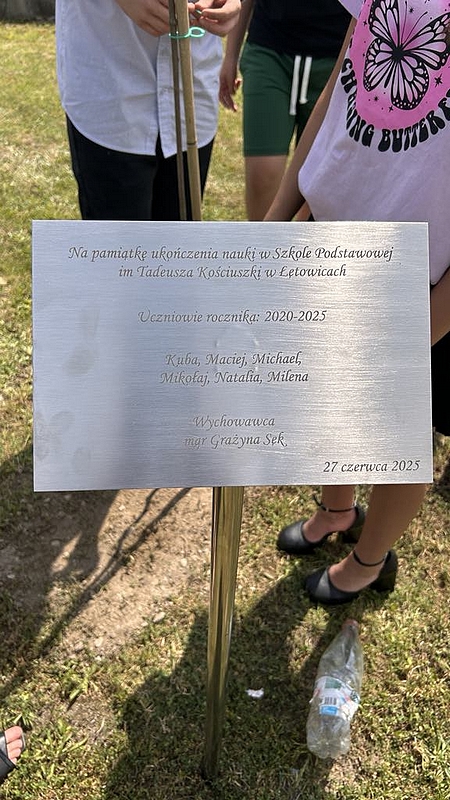 Na pamiątkę ukończenia nauki w Szkole Podstawowej
im Tadeusza Kościuszki w Łętowicach
Uczniowie rocznika: 2020-2025
Kuba, Maciej, Michael,
Mikołaj, Natalia, Milena
Wychowawca
mgr Grażyna Sęk
27 czerwca 2025